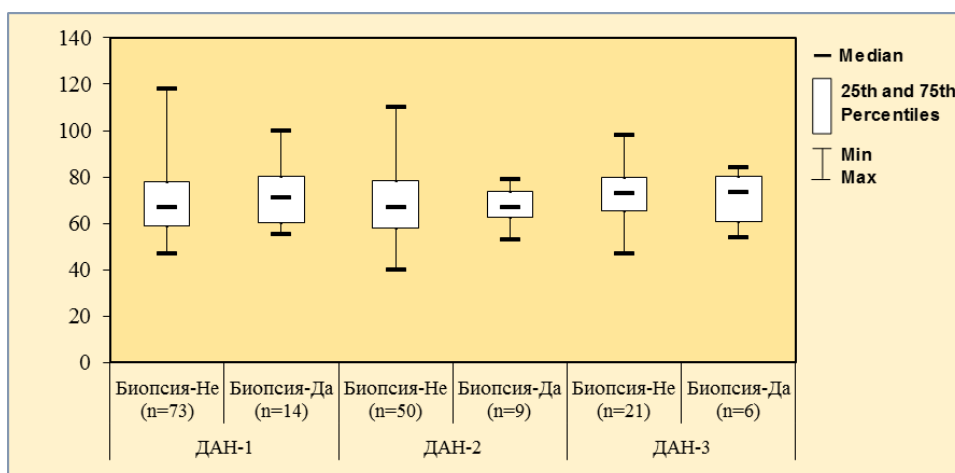 140
120
100
80
60
40
20
0
Median
25th and 75th
Percentiles
Min
Max
Биопсия-Не Биопсия-Да Биопсия-Не Биопсия-Да Биопсия-Не Биопсия-Да
(n=73) (n=14) (n=50) (n=9) (n=21) (n=6)
ДАН-1 ДАН-2 ДАН-3